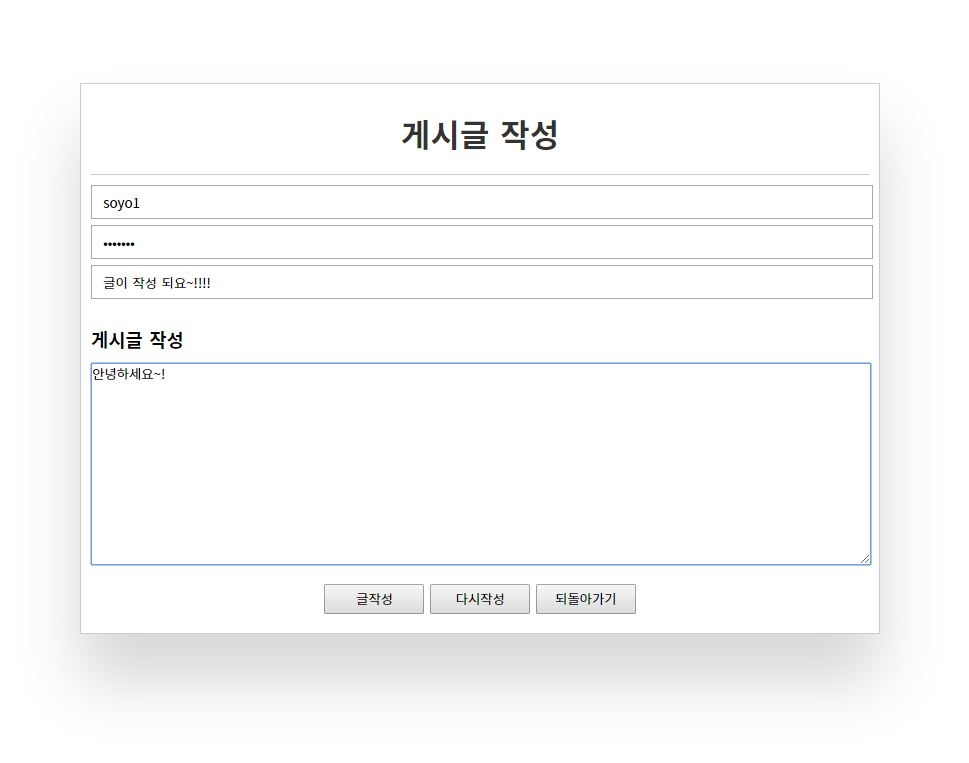 게시글 작성
soyo1
•••••••
글이 작성 되요~!!!!
게시글 작성
안녕하세요~!
글작성 다시작성 되돌아가기